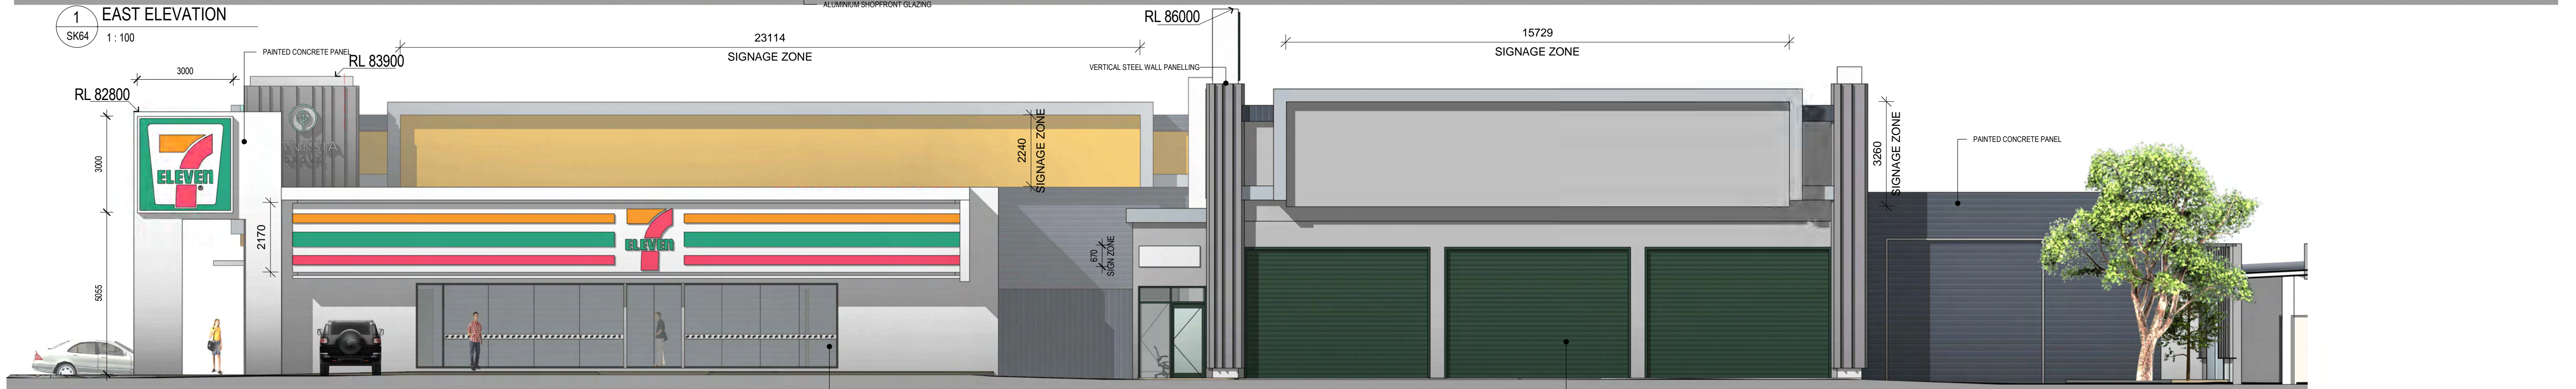 ALUMINIUM SHOPFRONT GLAZING
1
EAST ELEVATION
SK64
1 : 100
RL 86000
23114
SIGNAGE ZONE
15729
SIGNAGE ZONE
PAINTED CONCRETE PANEL
RL 83900
3000
VERTICAL STEEL WALL PANELLING
RL 82800
7
ELEVEN
®
3000
5055
2170
7
ELEVEN
2240
SIGNAGE ZONE
670
SIGN ZONE
3260
SIGNAGE ZONE
PAINTED CONCRETE PANEL